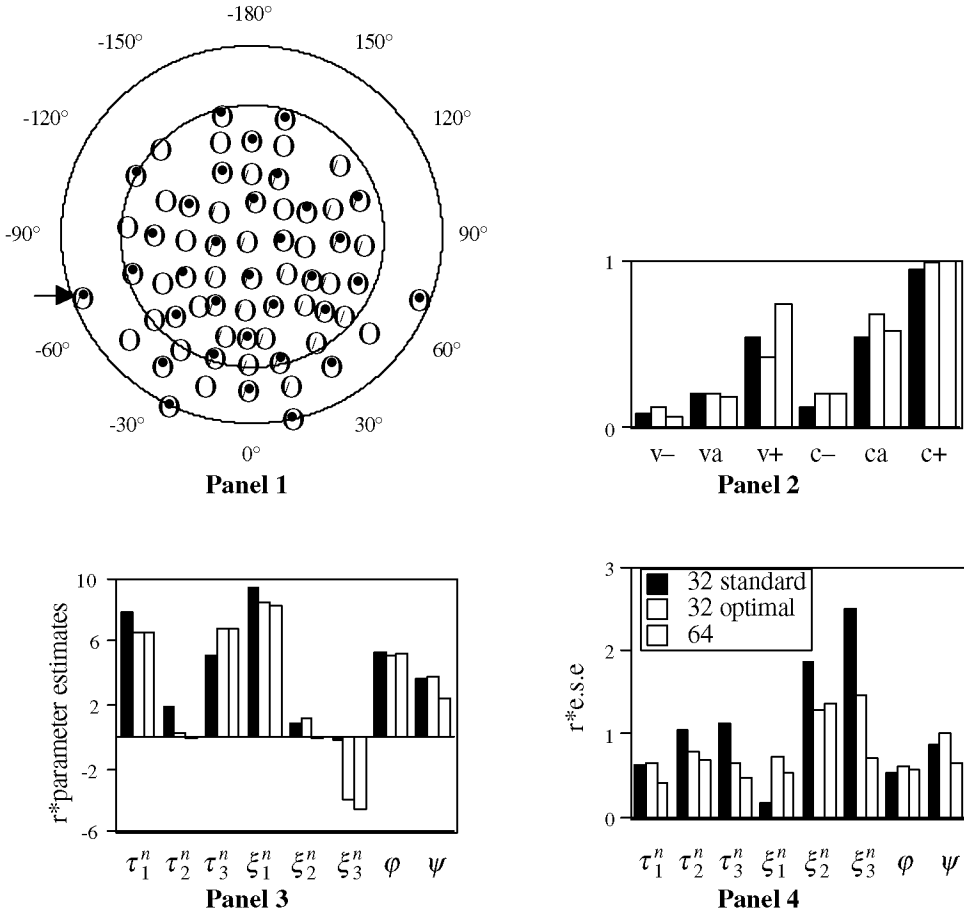 -180°
-150° 150°
-120° 120°
-90° 90°
-60° 60°
-30° 30°
0°
Panel 1
1
0
v– va v+ c– ca c+
Panel 2
10
6
2
-2
-6
r*parameter estimates
τ₁ⁿ τ₂ⁿ τ₃ⁿ ξ₁ⁿ ξ₂ⁿ ξ₃ⁿ φ ψ
Panel 3
3
2
1
0
r*e.s.e
32 standard
32 optimal
64
τ₁ⁿ τ₂ⁿ τ₃ⁿ ξ₁ⁿ ξ₂ⁿ ξ₃ⁿ φ ψ
Panel 4